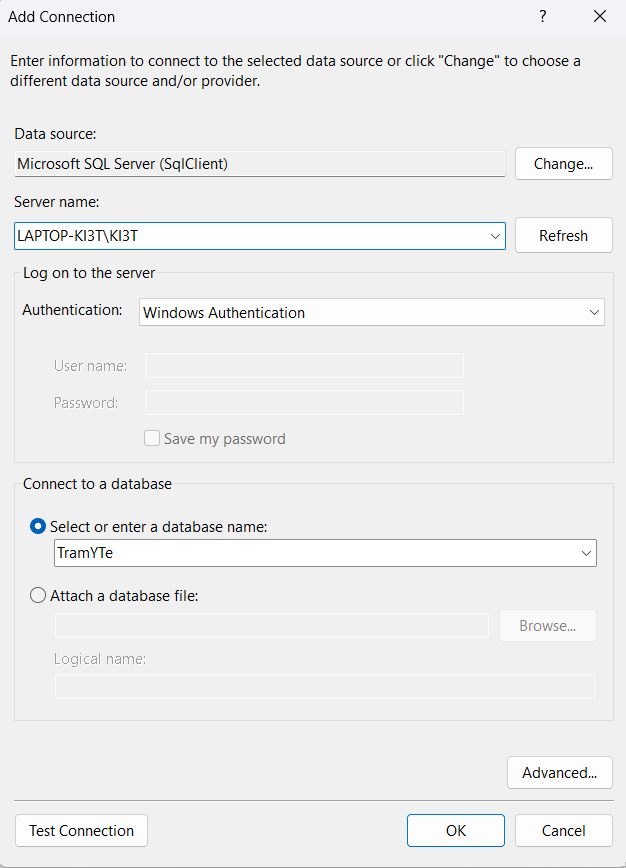 Add Connection
?
Enter information to connect to the selected data source or click "Change" to choose a
different data source and/or provider.
Data source:
Microsoft SQL Server (SqlClient)
Change...
Server name:
LAPTOP-KI3T\KI3T
Refresh
Log on to the server
Authentication:
Windows Authentication
User name:
Password:
Save my password
Connect to a database
Select or enter a database name:
TramYTe
Attach a database file:
Browse...
Logical name:
Advanced...
Test Connection
OK
Cancel